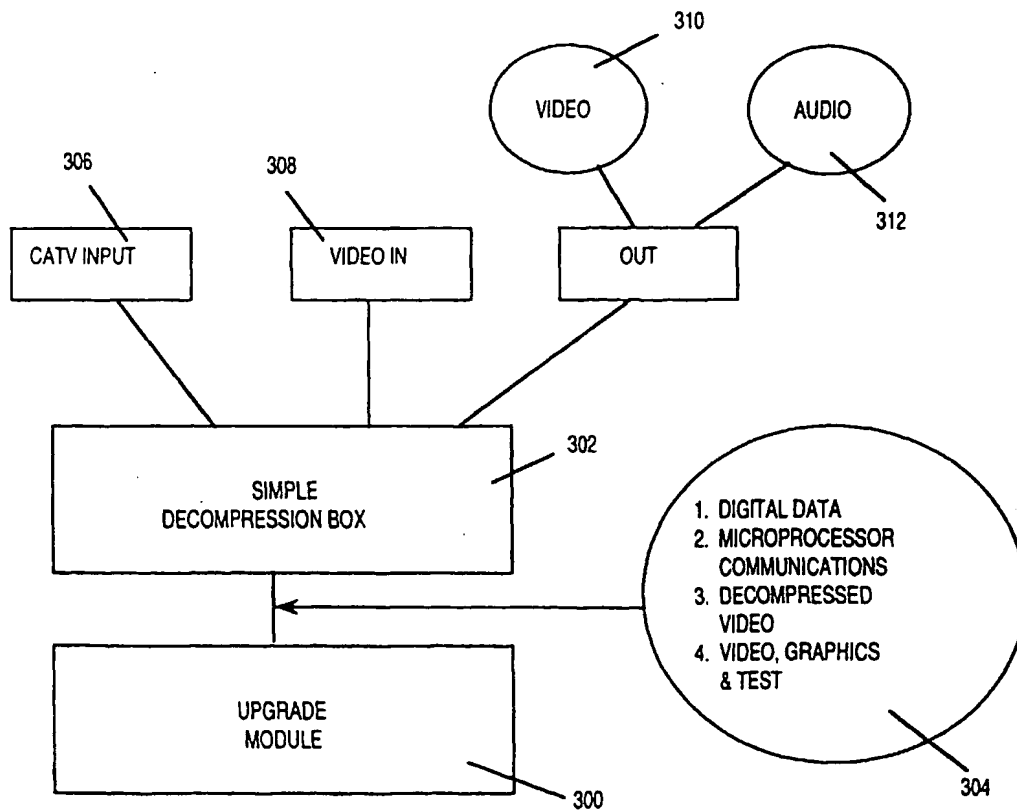 310
VIDEO
AUDIO
306
308
312
CATV INPUT
VIDEO IN
OUT
302
SIMPLE
DECOMPRESSION BOX
1. DIGITAL DATA
2. MICROPROCESSOR
COMMUNICATIONS
3. DECOMPRESSED
VIDEO
4. VIDEO, GRAPHICS
& TEST
UPGRADE
MODULE
304
300